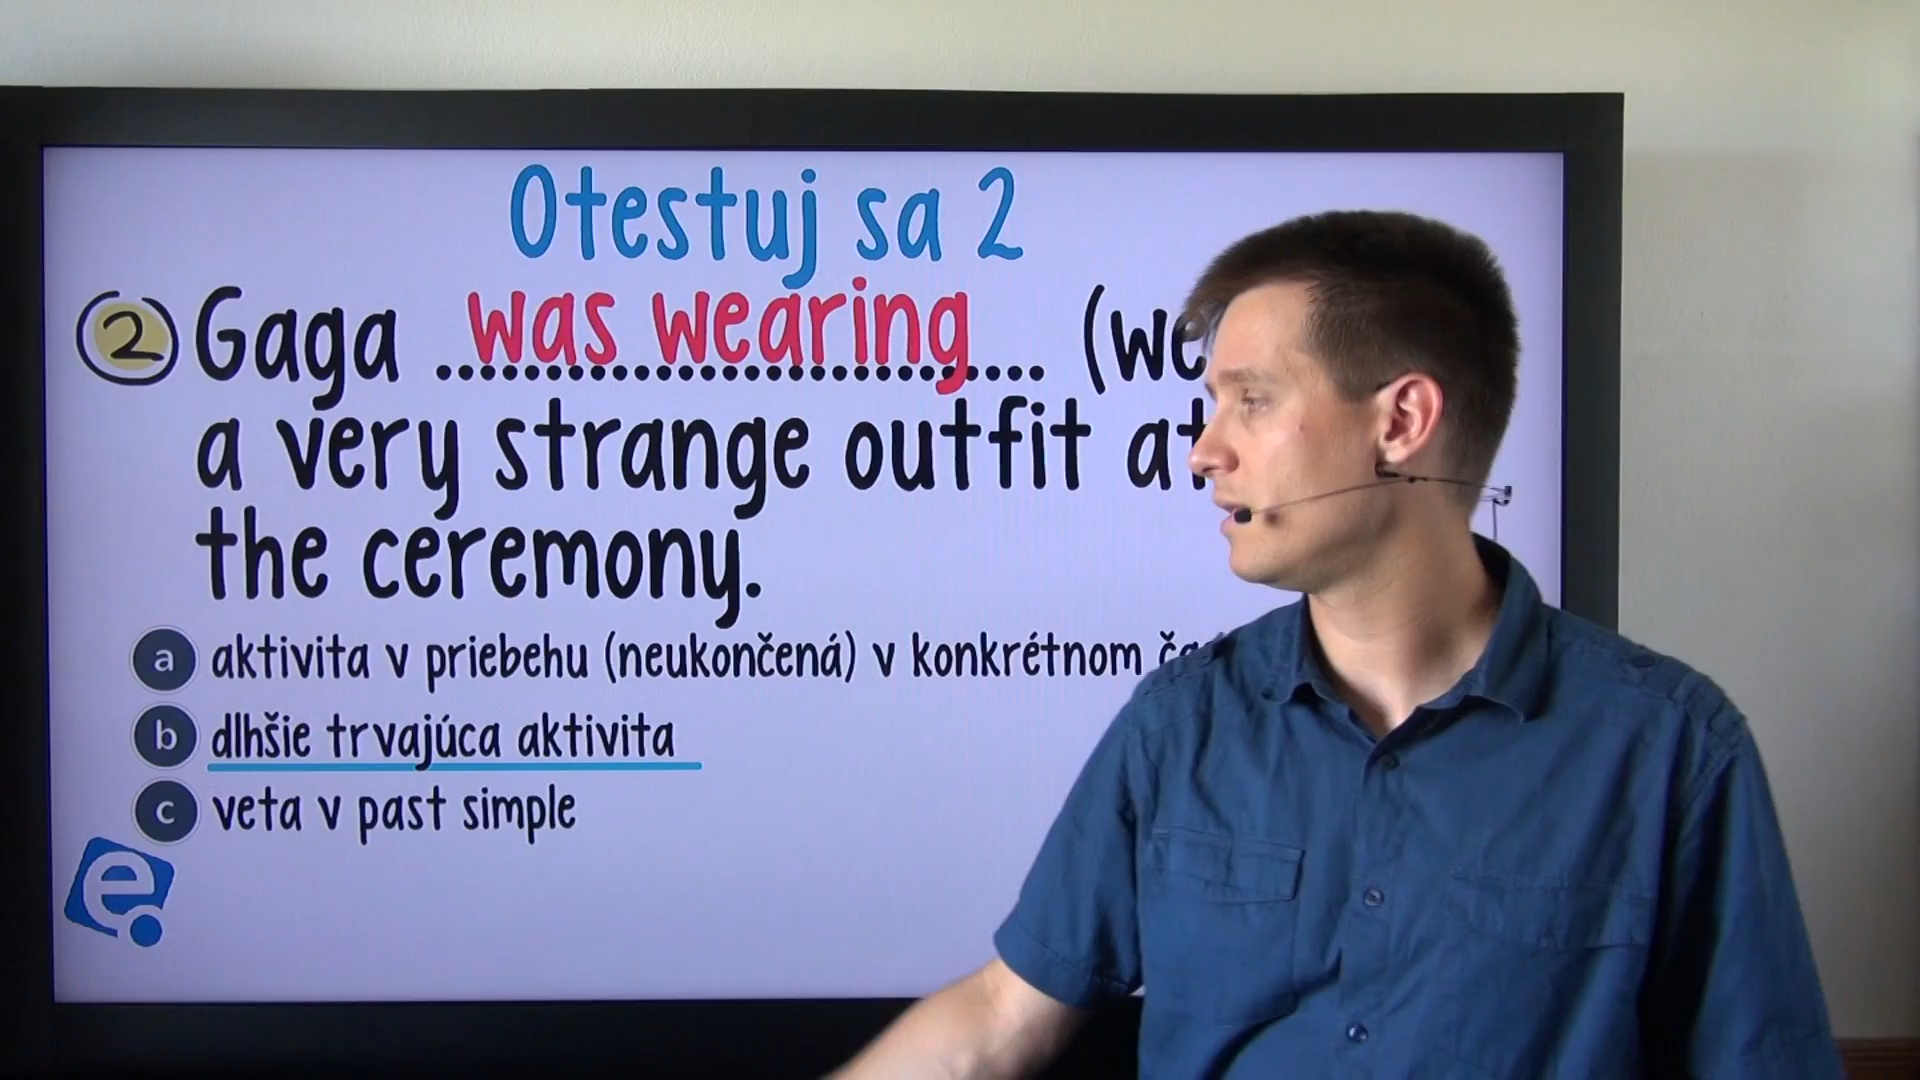 Otestuj sa 2
2 Gaga ..was wearing... (we
a very strange outfit at
the ceremony.
a aktivita v priebehu (neukončená) v konkrétnom
b dlhšie trvajúca aktivita
c veta v past simple
e